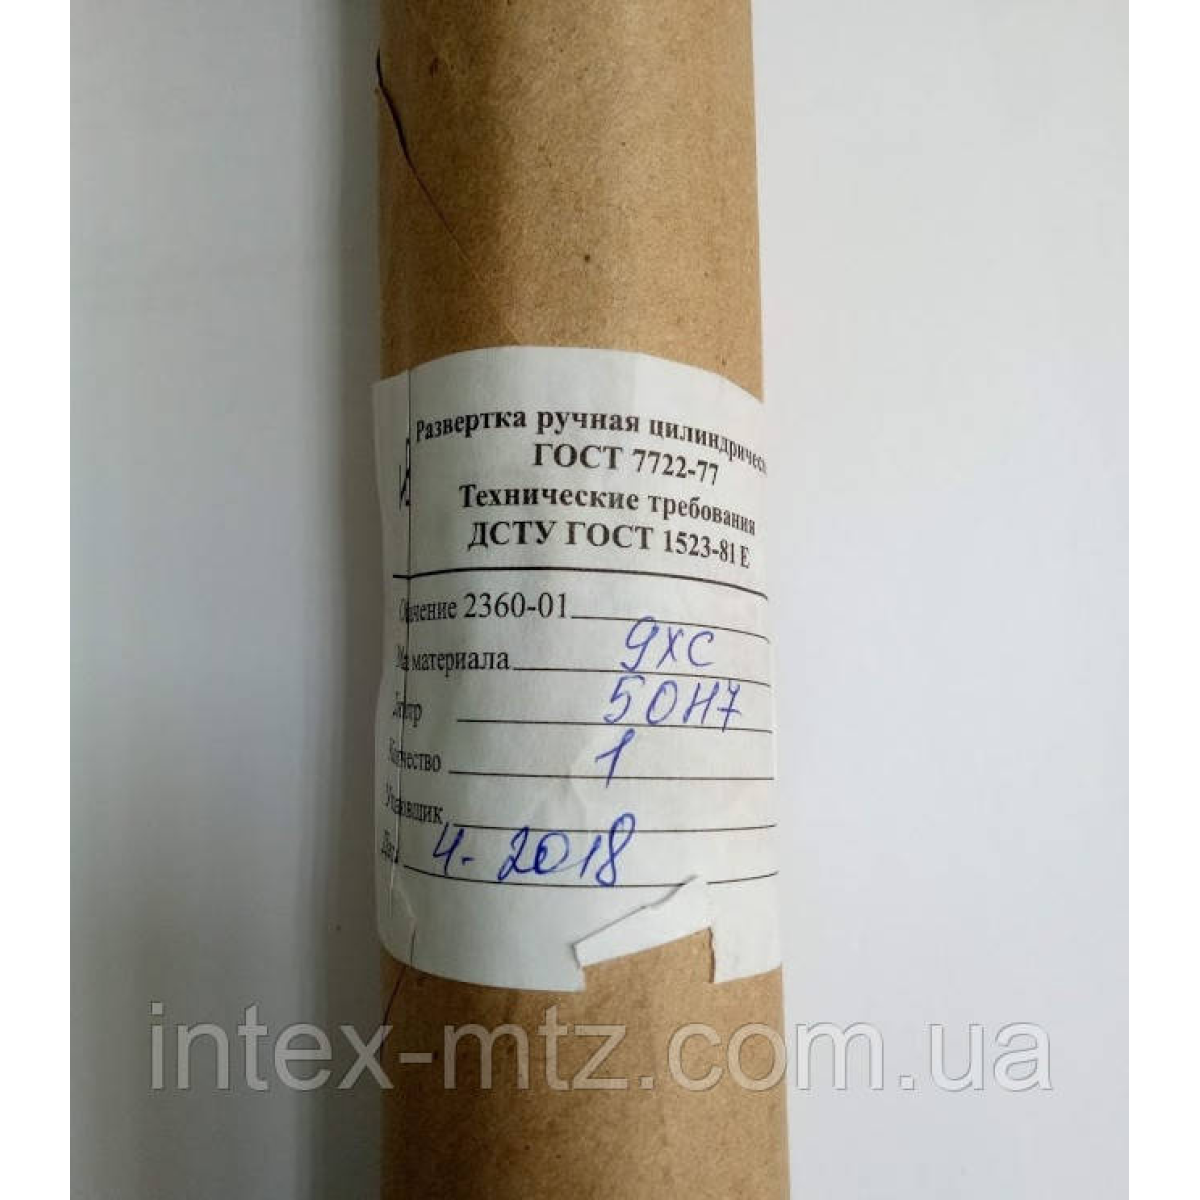 Развертка ручная цилиндрическ
ГОСТ 7722-77
Технические требования
ДСТУ ГОСТ 1523-81 Е
2360-01
материала 9ХС
50Н7
1
4-2018
intex-mtz.com.ua